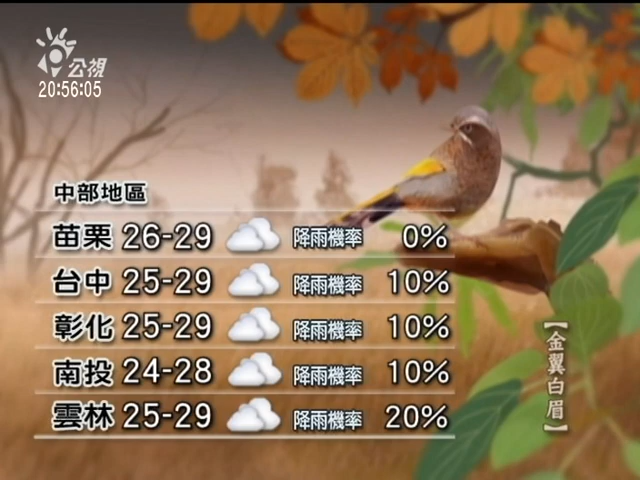 公視
20:56:05
中部地區
苗栗 26-29 降雨機率 0%
台中 25-29 降雨機率 10%
彰化 25-29 降雨機率 10%
南投 24-28 降雨機率 10%
雲林 25-29 降雨機率 20%
【金翼白眉】